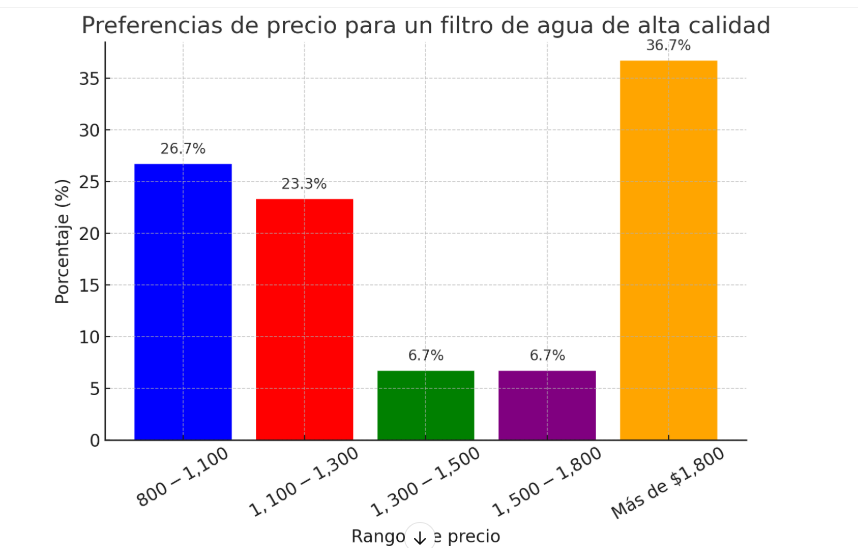 Preferencias de precio para un filtro de agua de alta calidad
36.7%
35
30
26.7%
25
23.3%
20
15
10
6.7%
6.7%
5
0
Porcentaje (%)
800 – 1,100
1,100 – 1,300
1,300 – 1,500
1,500 – 1,800
Más de $1,800
Rango precio